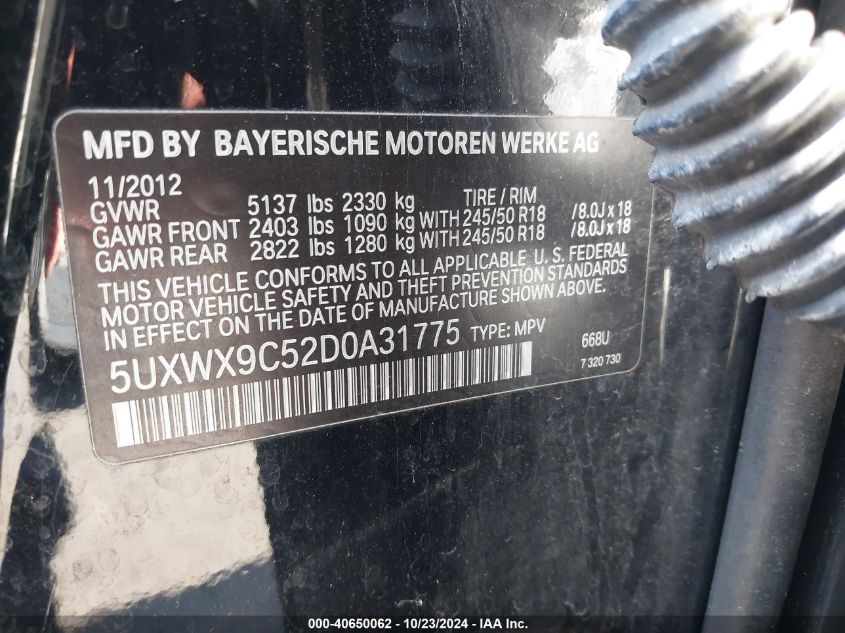 MFD BY BAYERISCHE MOTOREN WERKE AG
11/2012
GVWR 5137 lbs 2330 kg TIRE / RIM
GAWR FRONT 2403 lbs 1090 kg WITH 245/50 R18 /8.0J x 18
GAWR REAR 2822 lbs 1280 kg WITH 245/50 R18 /8.0J x 18
THIS VEHICLE CONFORMS TO ALL APPLICABLE U. S. FEDERAL
MOTOR VEHICLE SAFETY AND THEFT PREVENTION STANDARDS
IN EFFECT ON THE DATE OF MANUFACTURE SHOWN ABOVE.
5UXWX9C52D0A31775 TYPE: MPV 668U
7 320 730
000-40650062 - 10/23/2024 - IAA Inc.